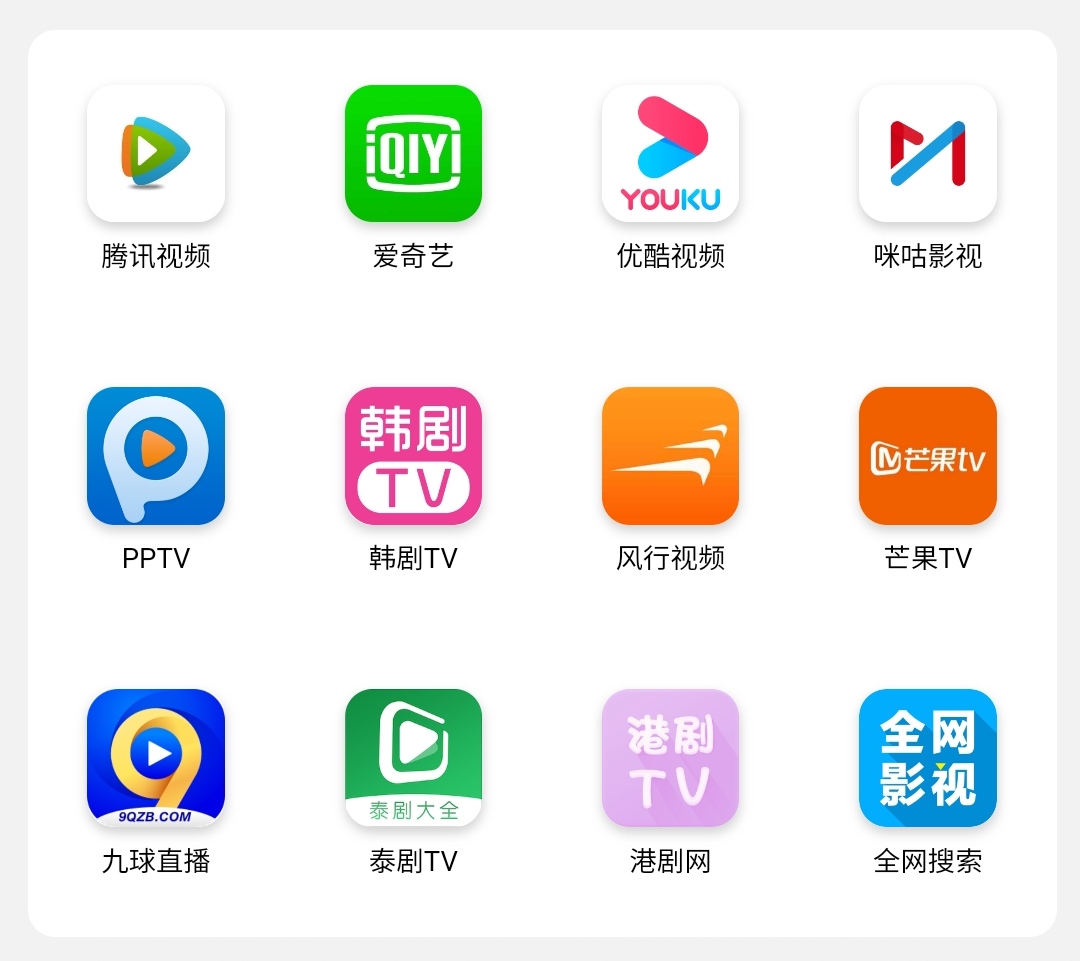 iQIYI
YOUKU
腾讯视频
爱奇艺
优酷视频
咪咕影视
韩剧
TV
芒果tv
PPTV
韩剧TV
风行视频
芒果TV
9QZB.COM
泰剧大全
港剧
TV
全网
影视
九球直播
泰剧TV
港剧网
全网搜索